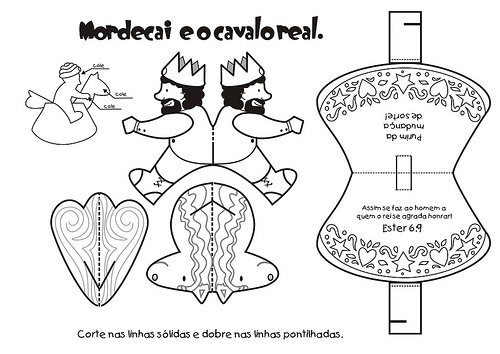 Mordecai e o cavalo real.
cole
cole
cole
Purim da
mudança
de sorte!
Assim se faz ao homem a
quem o rei se agrada honrar!
Ester 6,9
Corte nas linhas sólidas e dobre nas linhas pontilhadas.